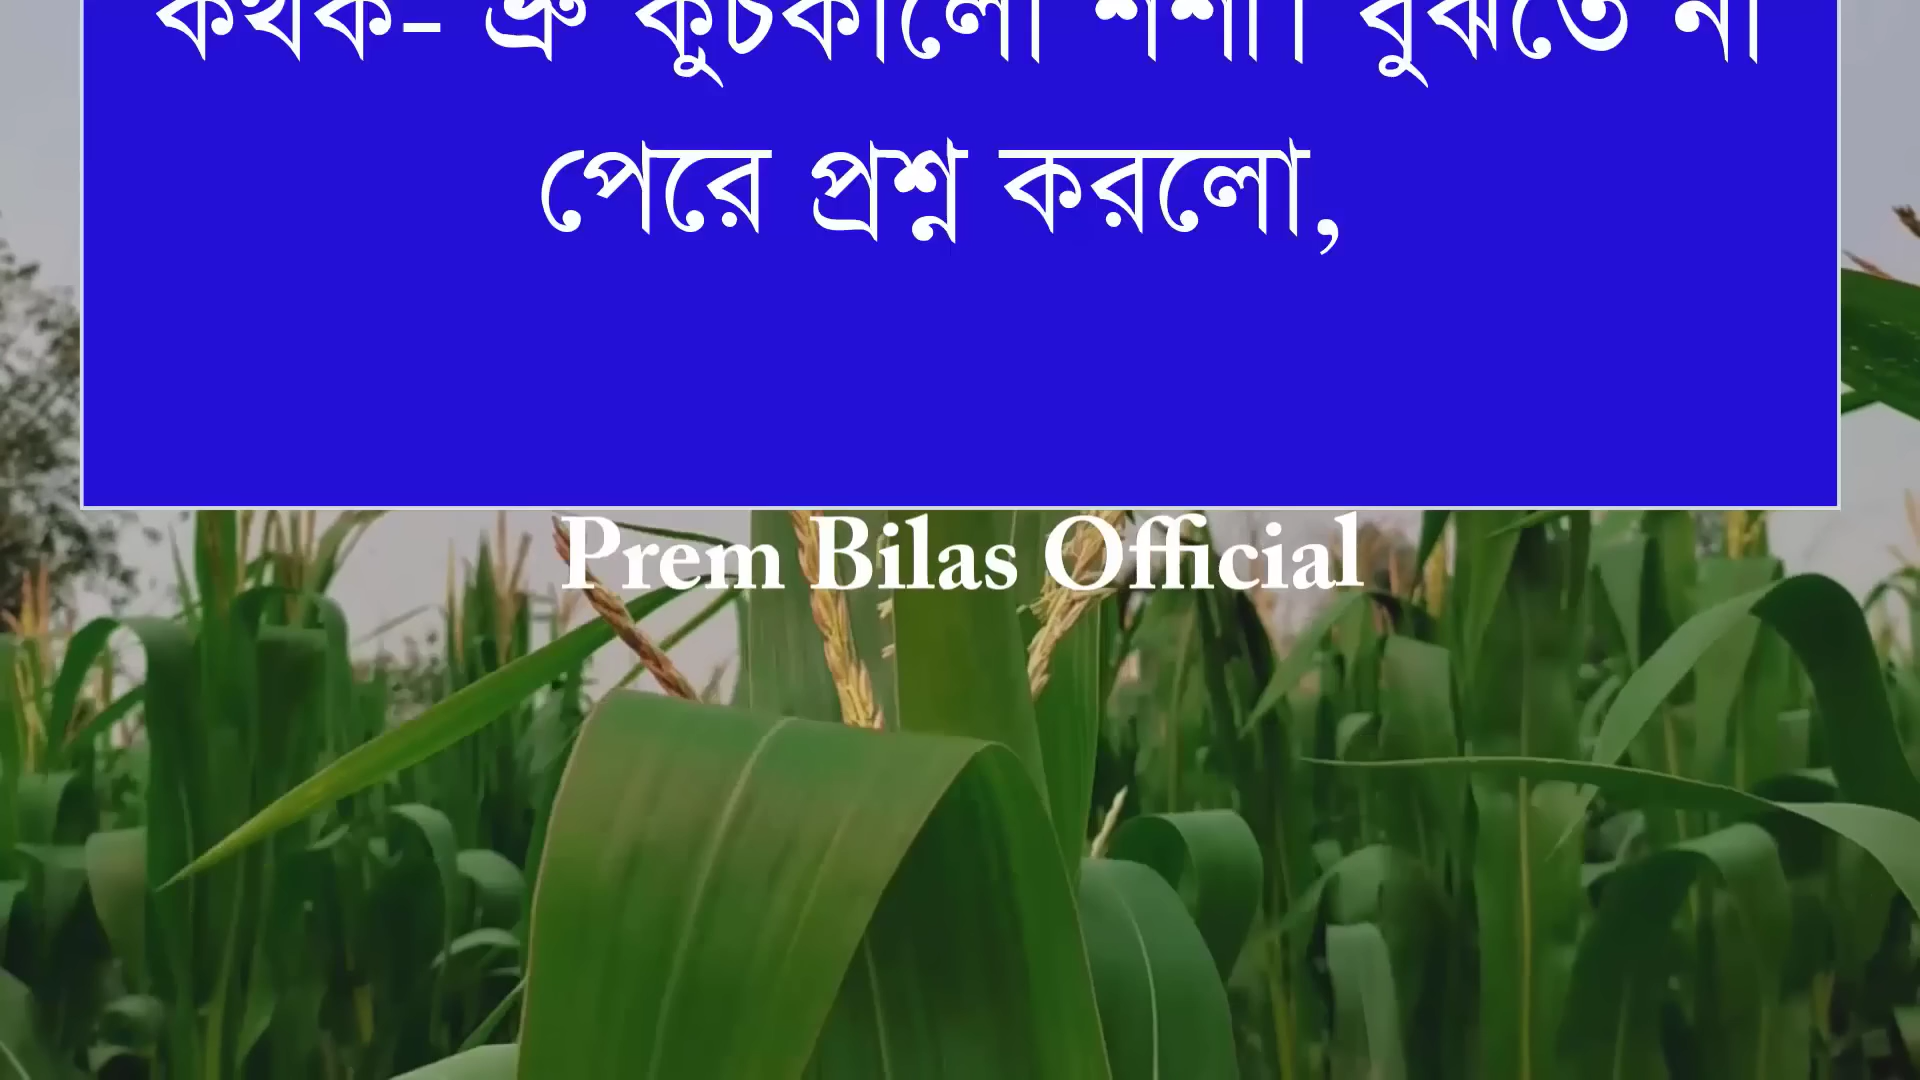 কথক- ভ্রু কুচকালো শশী। বুঝতে না
পেরে প্রশ্ন করলো,
Prem Bilas Official